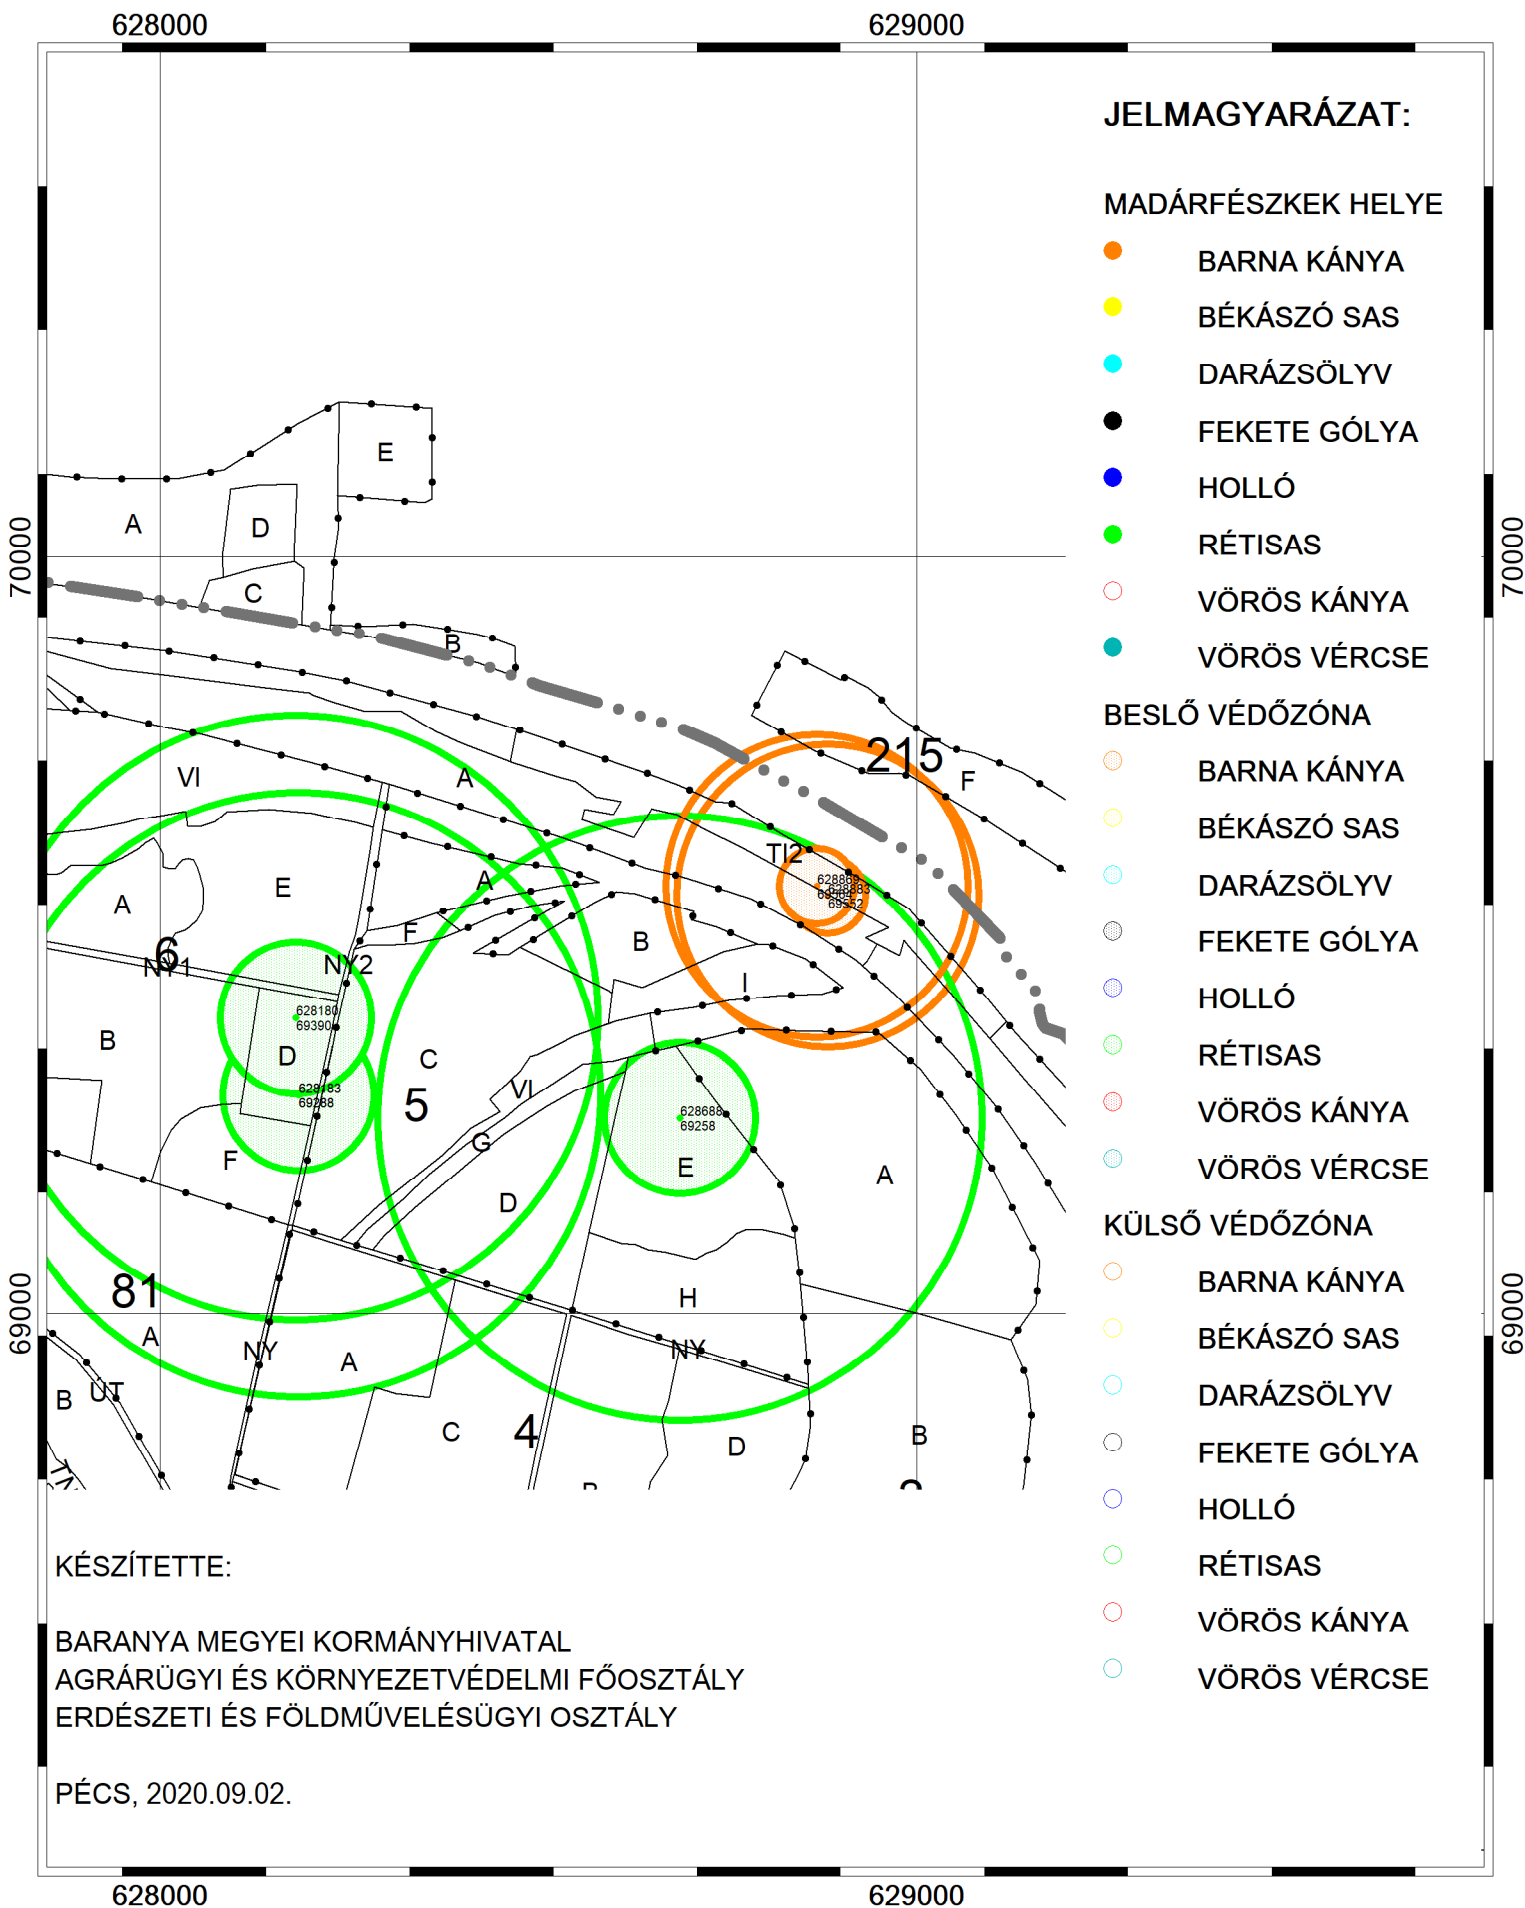 628000 629000
JELMAGYARÁZAT:
MADÁRFÉSZKEK HELYE
BARNA KÁNYA
BÉKÁSZÓ SAS
DARÁZSÖLYV
FEKETE GÓLYA
HOLLÓ
RÉTISAS
VÖRÖS KÁNYA
VÖRÖS VÉRCSE
BESLŐ VÉDŐZÓNA
BARNA KÁNYA
BÉKÁSZÓ SAS
DARÁZSÖLYV
FEKETE GÓLYA
HOLLÓ
RÉTISAS
VÖRÖS KÁNYA
VÖRÖS VÉRCSE
KÜLSŐ VÉDŐZÓNA
BARNA KÁNYA
BÉKÁSZÓ SAS
DARÁZSÖLYV
FEKETE GÓLYA
HOLLÓ
RÉTISAS
VÖRÖS KÁNYA
VÖRÖS VÉRCSE
E
A D
70000 70000
C
B
215
VI A F
TI2
A E A
628869
628883
69552
F B
6
NY1 NY2
I
628180
69390
B D C
628183
69288
VI
5
628688
69258
G
F E A
D
81
H
69000 69000
A NY A NY
B ÚT
C 4 D B
TN
KÉSZÍTETTE:
BARANYA MEGYEI KORMÁNYHIVATAL
AGRÁRÜGYI ÉS KÖRNYEZETVÉDELMI FŐOSZTÁLY
ERDÉSZETI ÉS FÖLDMŰVELÉSÜGYI OSZTÁLY
PÉCS, 2020.09.02.
628000 629000